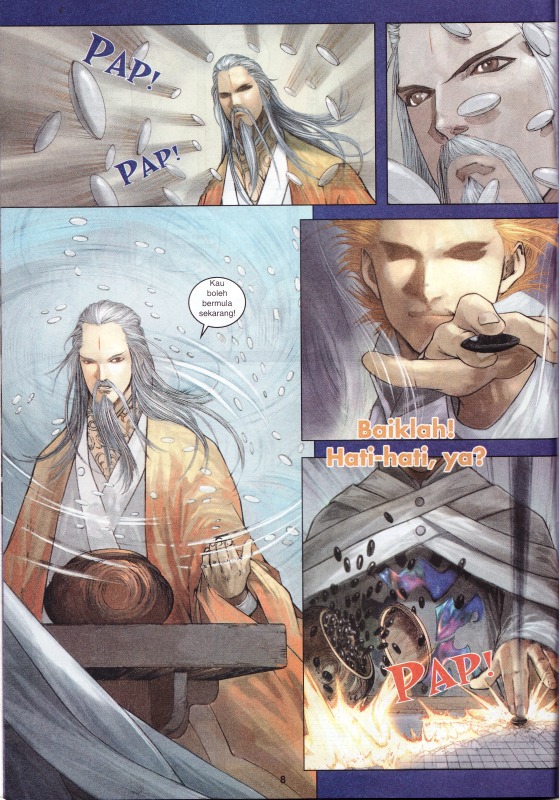 PAP!
PAP!
Kau
boleh
bermula
sekarang!
Baiklah!
Hati-hati, ya?
PAP!
8